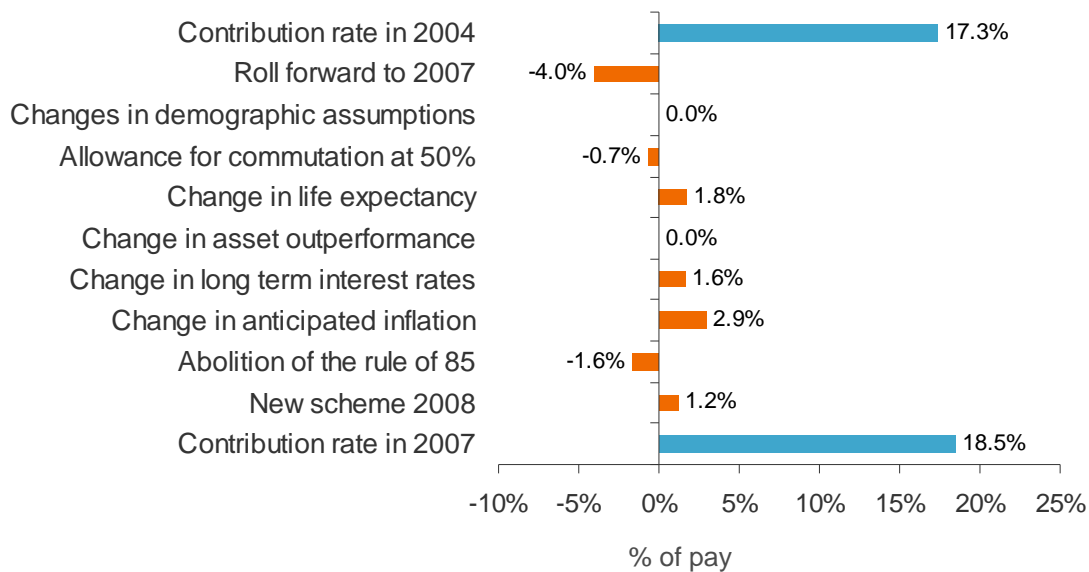 Contribution rate in 2004 17.3%
Roll forward to 2007 -4.0%
Changes in demographic assumptions 0.0%
Allowance for commutation at 50% -0.7%
Change in life expectancy 1.8%
Change in asset outperformance 0.0%
Change in long term interest rates 1.6%
Change in anticipated inflation 2.9%
Abolition of the rule of 85 -1.6%
New scheme 2008 1.2%
Contribution rate in 2007 18.5%
-10% -5% 0% 5% 10% 15% 20% 25%
% of pay